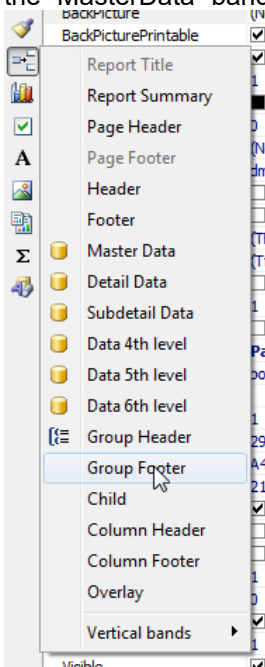 the MasterData band
BackPicture
BackPicturePrintable
Report Title
Report Summary
Page Header
Page Footer
Header
Footer
Master Data
Detail Data
Subdetail Data
Data 4th level
Data 5th level
Data 6th level
Group Header
Group Footer
Child
Column Header
Column Footer
Overlay
Vertical bands
Visible